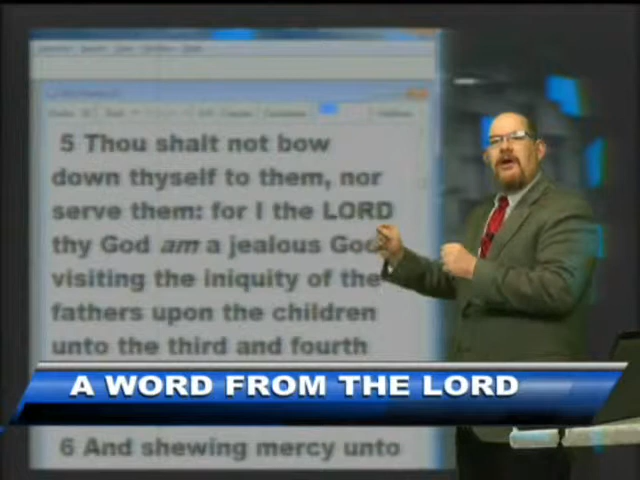 5 Thou shalt not bow
down thyself to them, nor
serve them: for I the LORD
thy God am a jealous God
visiting the iniquity of the
fathers upon the children
unto the third and fourth
A WORD FROM THE LORD
6 And shewing mercy unto